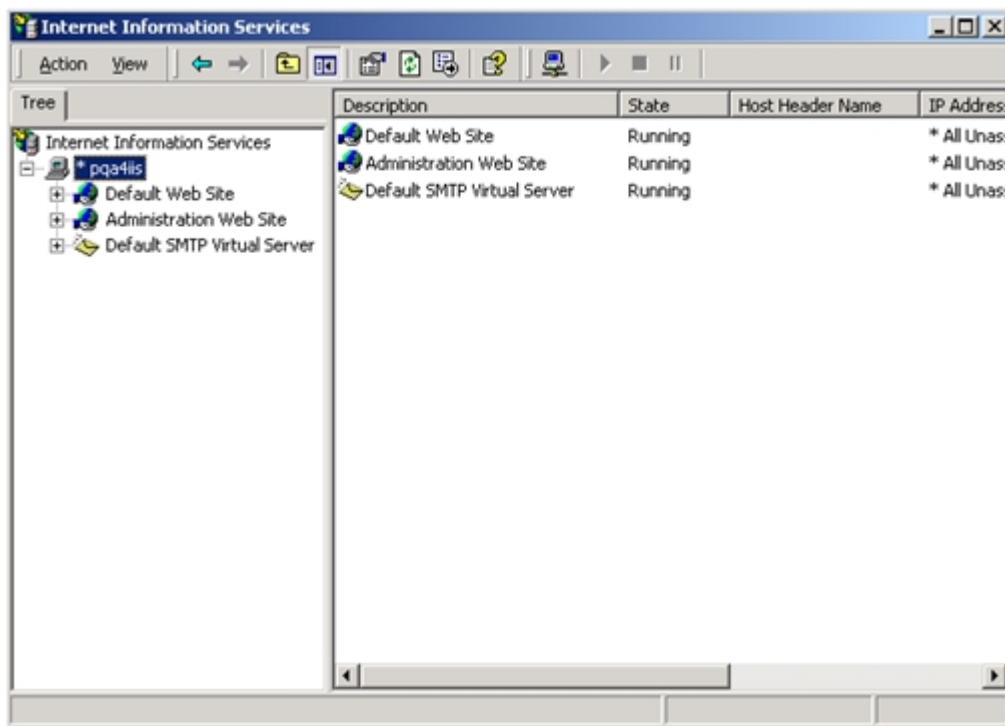 Internet Information Services
Action View
Tree
Internet Information Services
* pqa4iis
Default Web Site
Administration Web Site
Default SMTP Virtual Server
Description State Host Header Name IP Addres
Default Web Site Running * All Unas
Administration Web Site Running * All Unas
Default SMTP Virtual Server Running * All Unas